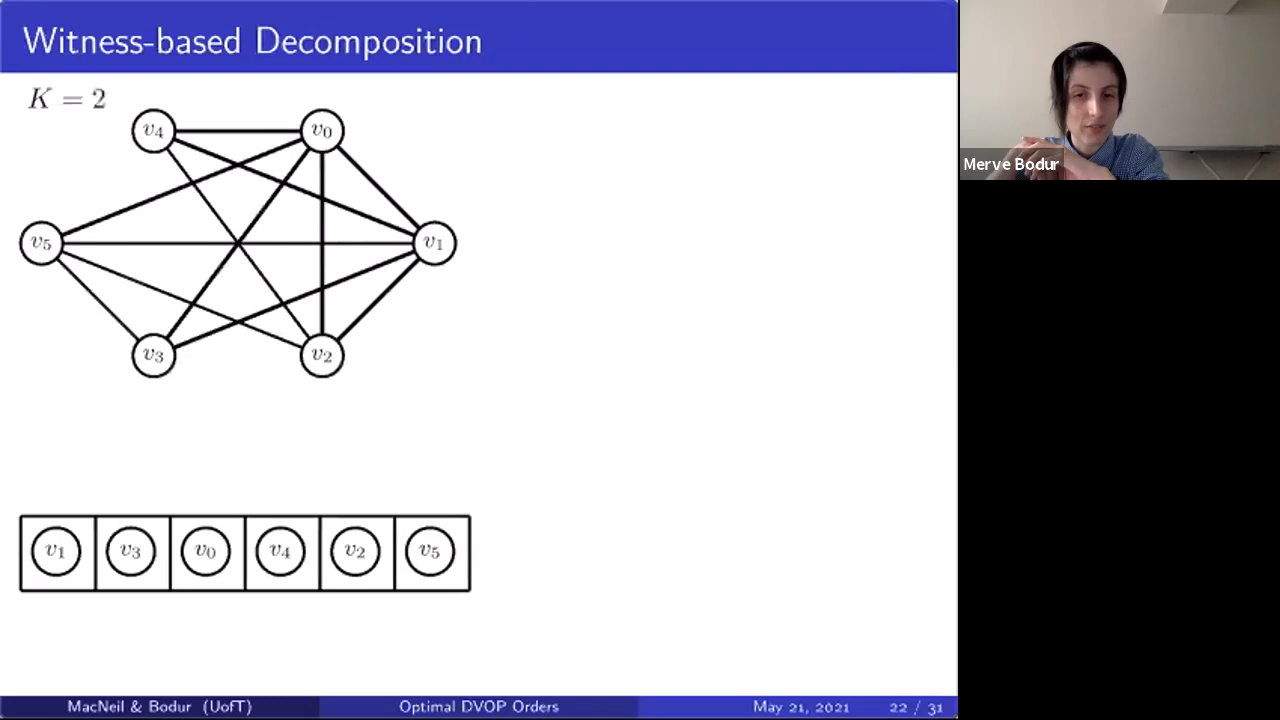 Witness-based Decomposition
K = 2
v₄ v₀
v₅ v₁
v₃ v₂
v₁ v₃ v₀ v₄ v₂ v₅
MacNeil & Bodur (UofT) Optimal DVOP Orders May 21, 2021 22 / 31
Merve Bodur